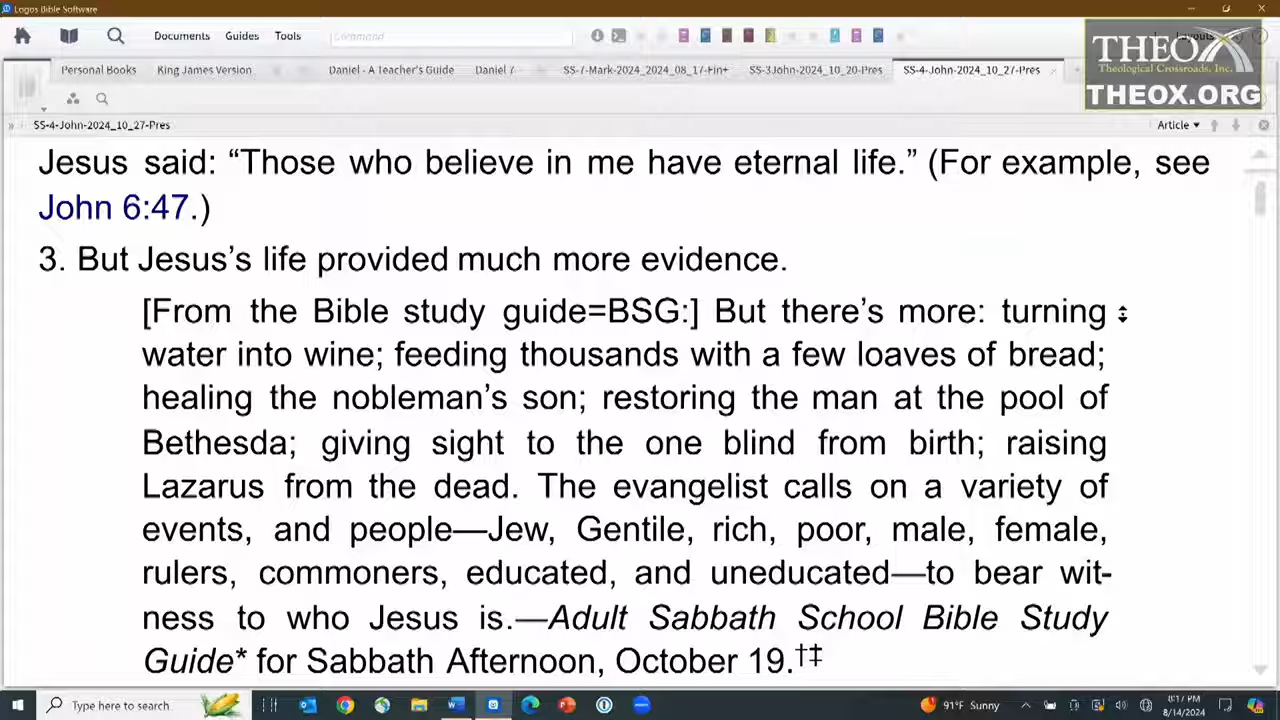 Logos Bible Software
Documents Guides Tools Command Layouts
THEOX
Theological Crossroads, Inc.
THEOX.ORG
Personal Books King James Version SS-7-Mark-2024_2024_08_17-Fin+ SS-3John-2024_10_20-Pres SS-4-John-2024_10_27-Pres
SS-4-John-2024_10_27-Pres Article
Jesus said: “Those who believe in me have eternal life.” (For example, see
John 6:47.)
3. But Jesus’s life provided much more evidence.
[From the Bible study guide=BSG:] But there’s more: turning
water into wine; feeding thousands with a few loaves of bread;
healing the nobleman’s son; restoring the man at the pool of
Bethesda; giving sight to the one blind from birth; raising
Lazarus from the dead. The evangelist calls on a variety of
events, and people—Jew, Gentile, rich, poor, male, female,
rulers, commoners, educated, and uneducated—to bear wit-
ness to who Jesus is.—Adult Sabbath School Bible Study
Guide* for Sabbath Afternoon, October 19.†‡
Type here to search 91°F Sunny 8:17 PM
8/14/2024